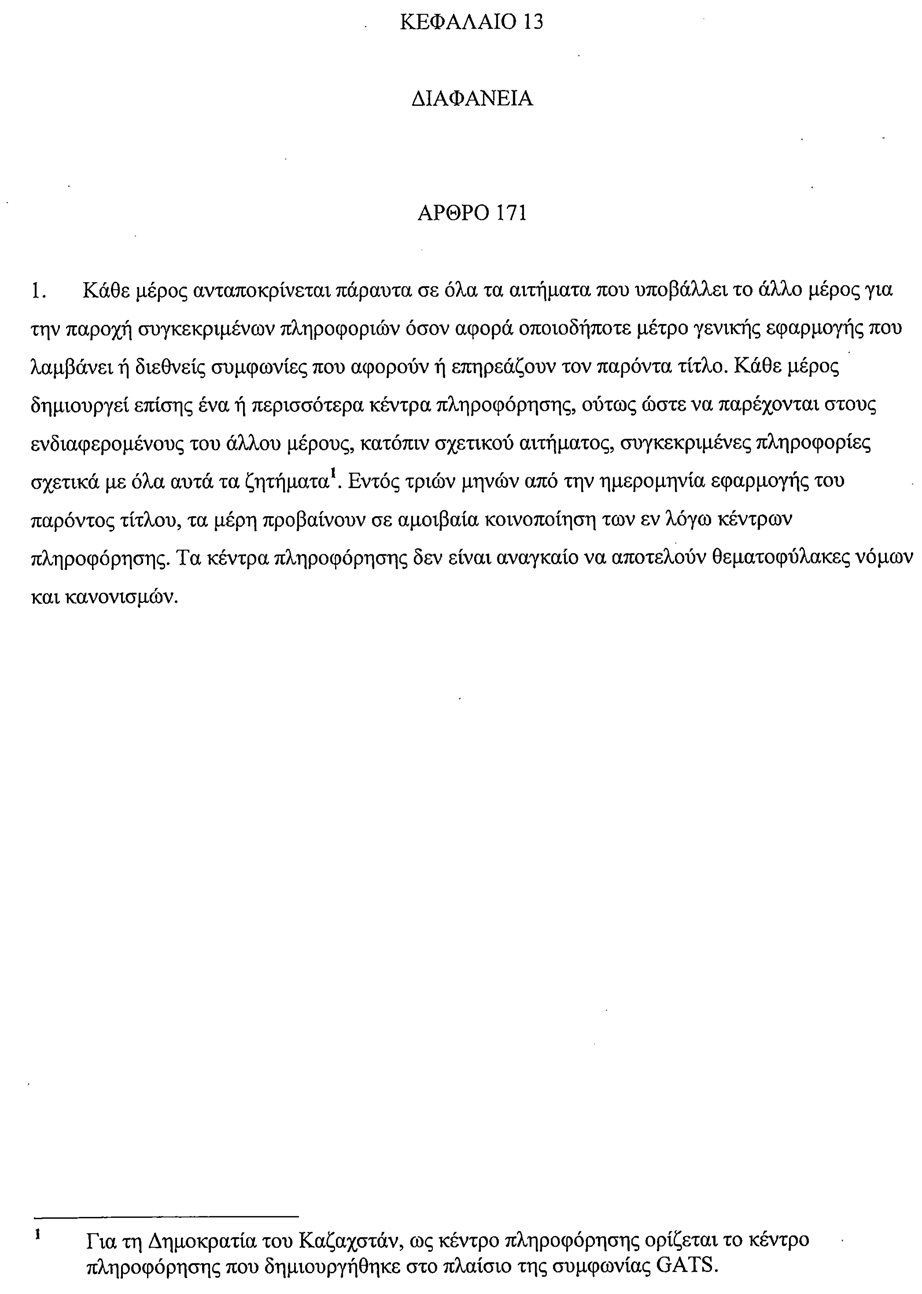 ΚΕΦΑΛΑΙΟ 13
ΔΙΑΦΑΝΕΙΑ
ΑΡΘΡΟ 171
1. Κάθε μέρος ανταποκρίνεται πάραυτα σε όλα τα αιτήματα που υποβάλλει το άλλο μέρος για
την παροχή συγκεκριμένων πληροφοριών όσον αφορά οποιοδήποτε μέτρο γενικής εφαρμογής που
λαμβάνει ή διεθνείς συμφωνίες που αφορούν ή επηρεάζουν τον παρόντα τίτλο. Κάθε μέρος
δημιουργεί επίσης ένα ή περισσότερα κέντρα πληροφόρησης, ούτως ώστε να παρέχονται στους
ενδιαφερομένους του άλλου μέρους, κατόπιν σχετικού αιτήματος, συγκεκριμένες πληροφορίες
σχετικά με όλα αυτά τα ζητήματα¹. Εντός τριών μηνών από την ημερομηνία εφαρμογής του
παρόντος τίτλου, τα μέρη προβαίνουν σε αμοιβαία κοινοποίηση των εν λόγω κέντρων
πληροφόρησης. Τα κέντρα πληροφόρησης δεν είναι αναγκαίο να αποτελούν θεματοφύλακες νόμων
και κανονισμών.
¹ Για τη Δημοκρατία του Καζαχστάν, ως κέντρο πληροφόρησης ορίζεται το κέντρο
πληροφόρησης που δημιουργήθηκε στο πλαίσιο της συμφωνίας GATS.